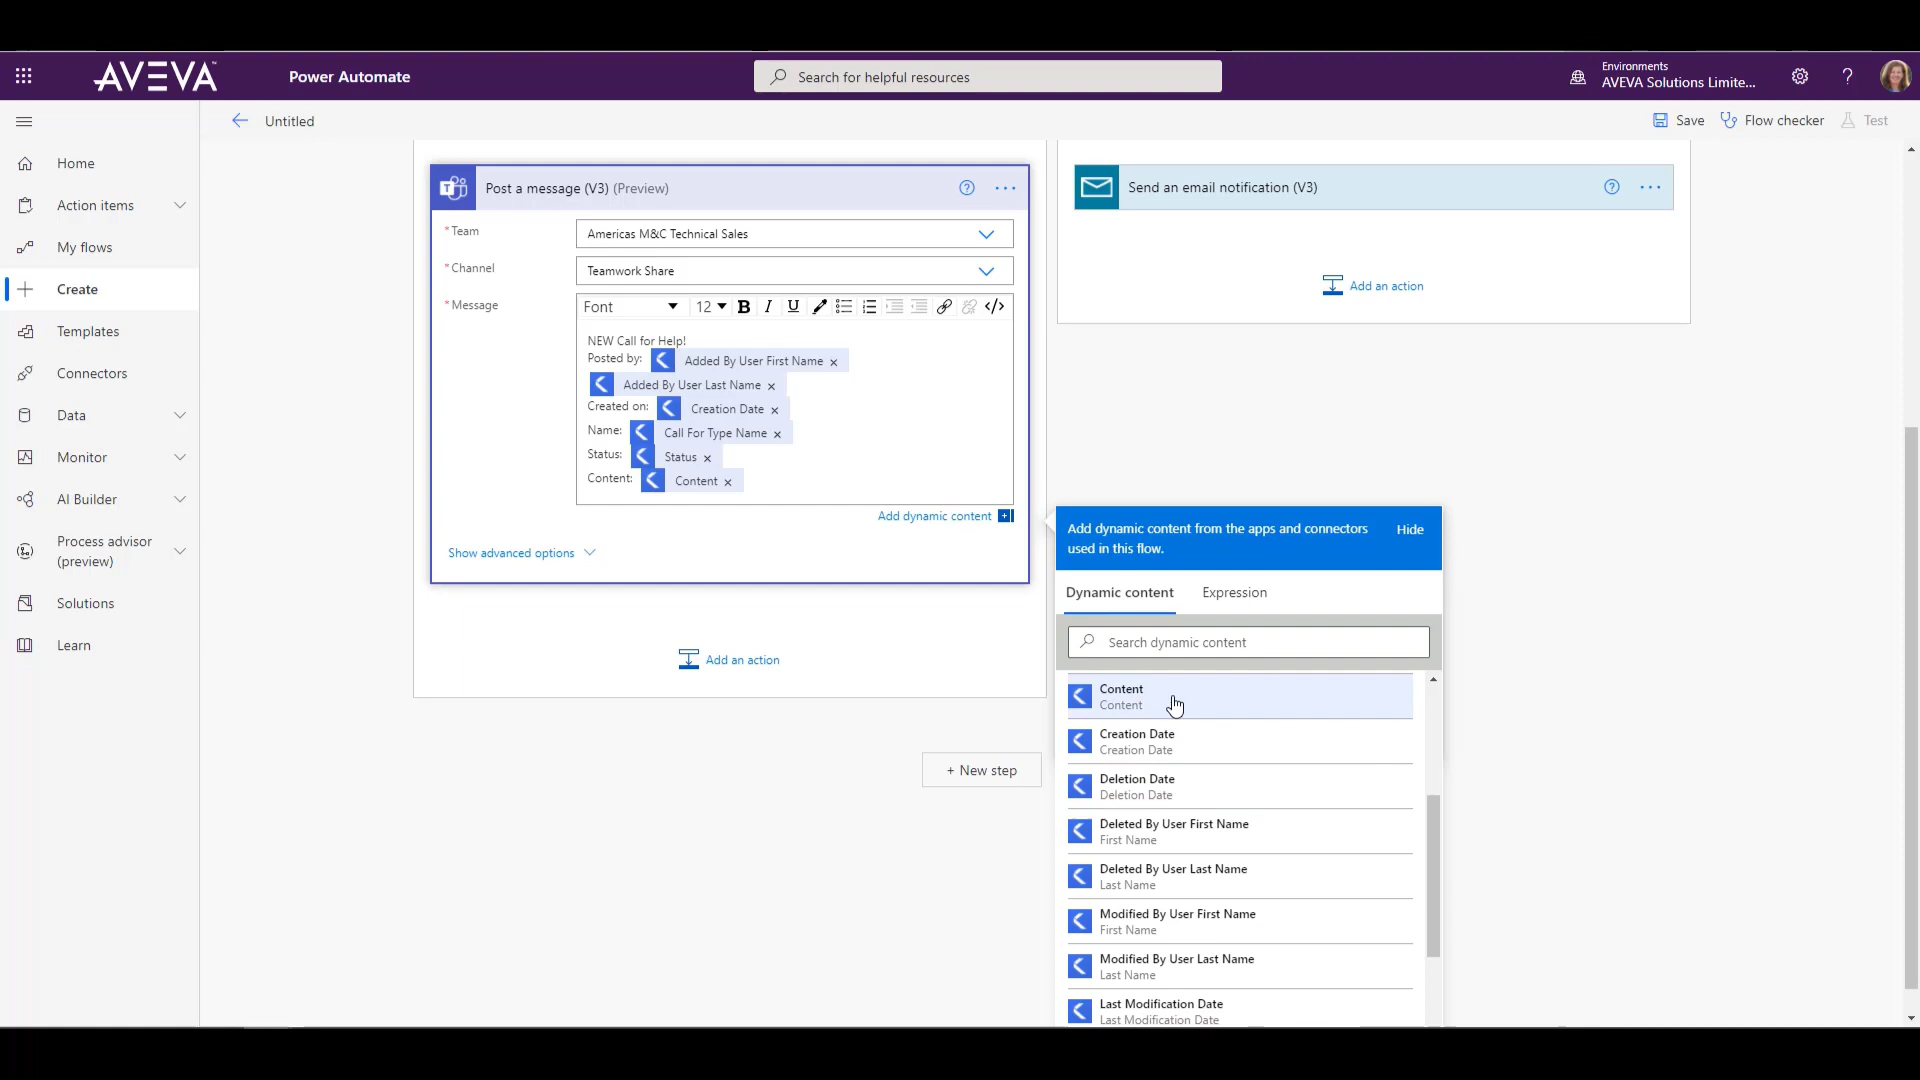 AVEVA™
Power Automate
Search for helpful resources
Environments
AVEVA Solutions Limite...
?
Untitled
Save
Flow checker
Test
Home
Action items
My flows
Create
Templates
Connectors
Data
Monitor
AI Builder
Process advisor
(preview)
Solutions
Learn
T
Post a message (V3) (Preview)
?
...
* Team
Americas M&C Technical Sales
* Channel
Teamwork Share
* Message
Font 12 B I U </>
NEW Call for Help!
Posted by: Added By User First Name ×
Added By User Last Name ×
Created on: Creation Date ×
Name: Call For Type Name ×
Status: Status ×
Content: Content ×
Add dynamic content +
Show advanced options
Add an action
+ New step
Send an email notification (V3)
?
...
Add an action
Add dynamic content from the apps and connectors
used in this flow.
Hide
Dynamic content
Expression
Search dynamic content
Content
Content
Creation Date
Creation Date
Deletion Date
Deletion Date
Deleted By User First Name
First Name
Deleted By User Last Name
Last Name
Modified By User First Name
First Name
Modified By User Last Name
Last Name
Last Modification Date
Last Modification Date